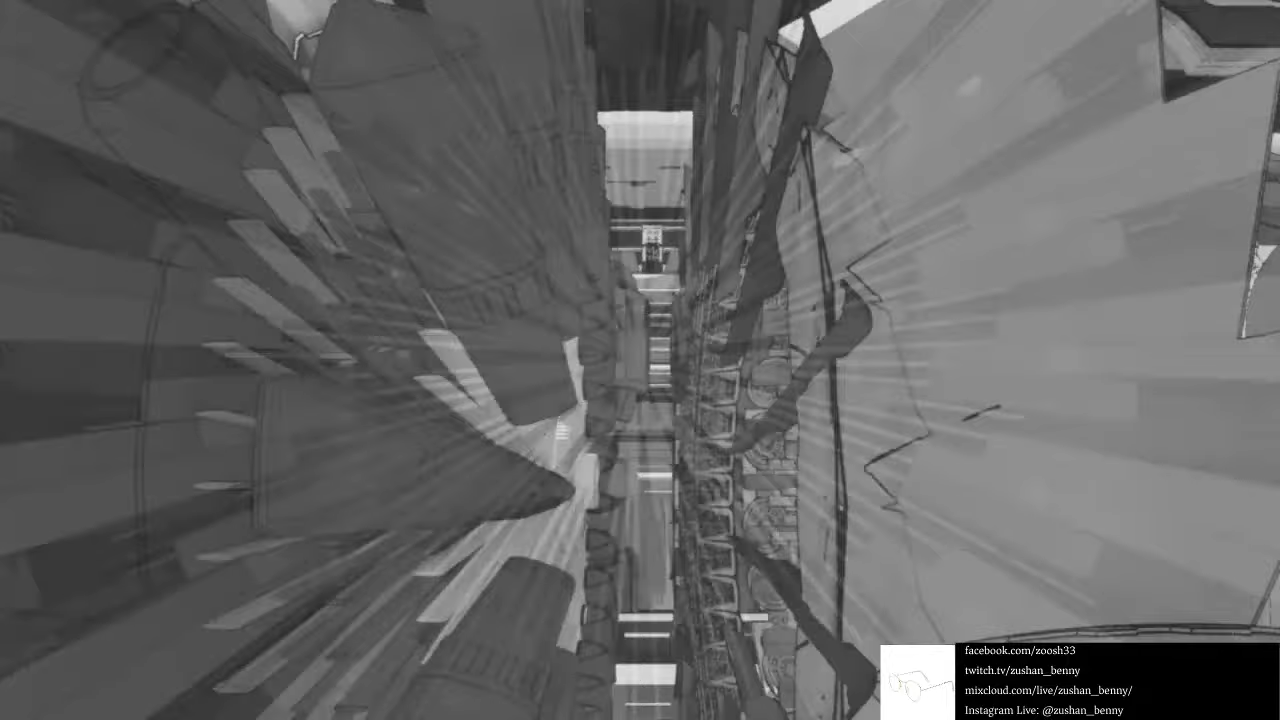 facebook.com/zoosh33
twitch.tv/zushan_benny
mixcloud.com/live/zushan_benny/
Instagram Live: @zushan_benny